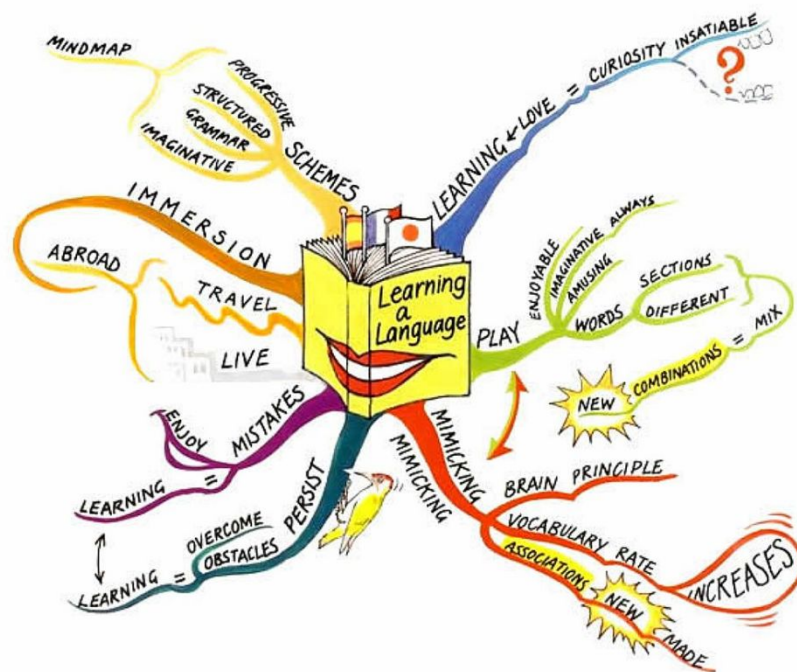 Learning
a
Language
LEARNING LOVE = CURIOSITY INSATIABLE
?
PLAY
ENJOYABLE
IMAGINATIVE ALWAYS
AMUSING
WORDS
SECTIONS
DIFFERENT
MIX
= COMBINATIONS
NEW
MIMICKING
MIMICKING
BRAIN PRINCIPLE
VOCABULARY RATE
INCREASES
ASSOCIATIONS
NEW
MADE
PERSIST
OVERCOME
OBSTACLES
= LEARNING
MISTAKES
ENJOY
= LEARNING
IMMERSION
ABROAD
TRAVEL
LIVE
SCHEMES
PROGRESSIVE
STRUCTURED
GRAMMAR
IMAGINATIVE
MINDMAP